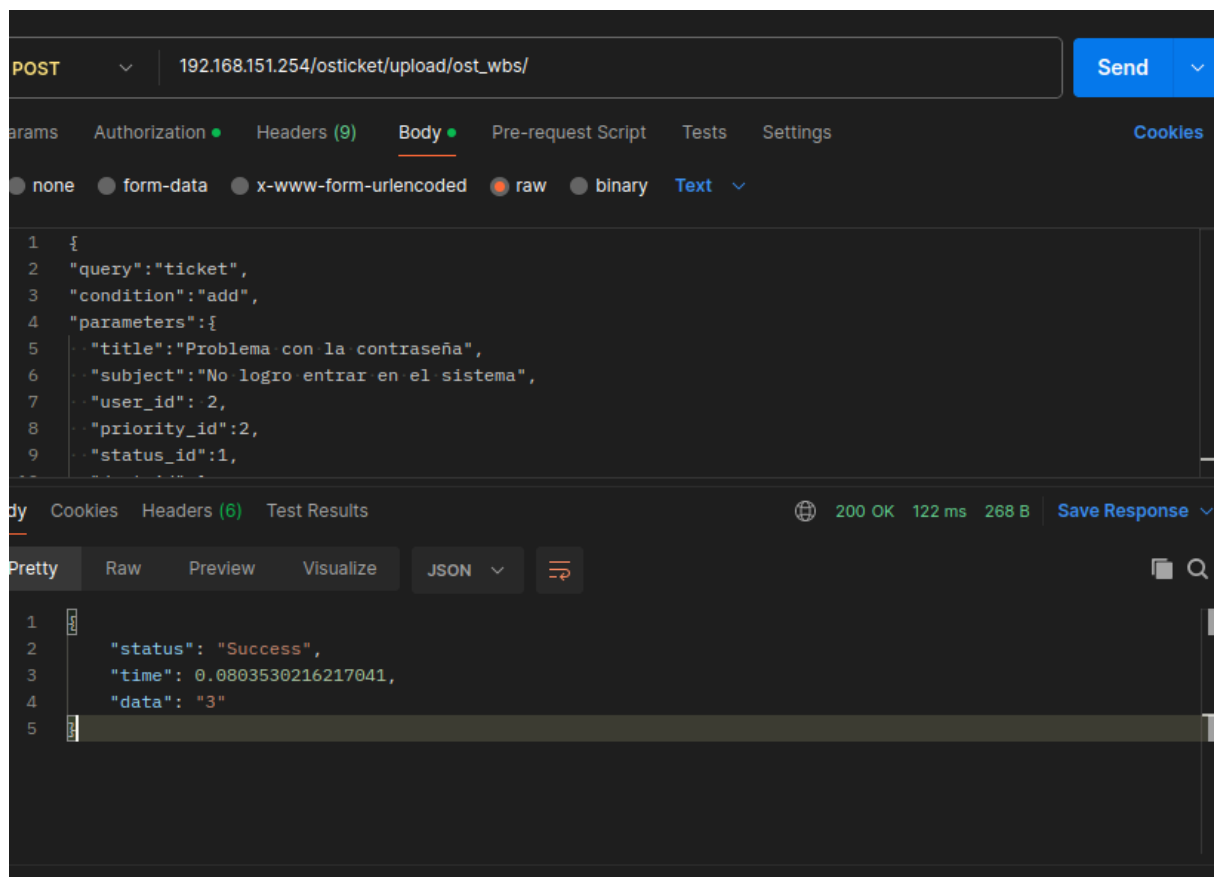 POST 192.168.151.254/osticket/upload/ost_wbs/ Send
arams Authorization Headers (9) Body Pre-request Script Tests Settings Cookies
none form-data x-www-form-urlencoded raw binary Text
1 {
2 "query":"ticket",
3 "condition":"add",
4 "parameters":{
5 "title":"Problema con la contraseña",
6 "subject":"No logro entrar en el sistema",
7 "user_id": 2,
8 "priority_id":2,
9 "status_id":1,
dy Cookies Headers (6) Test Results 200 OK 122 ms 268 B Save Response
Pretty Raw Preview Visualize JSON
1 {
2 "status": "Success",
3 "time": 0.0803530216217041,
4 "data": "3"
5 }